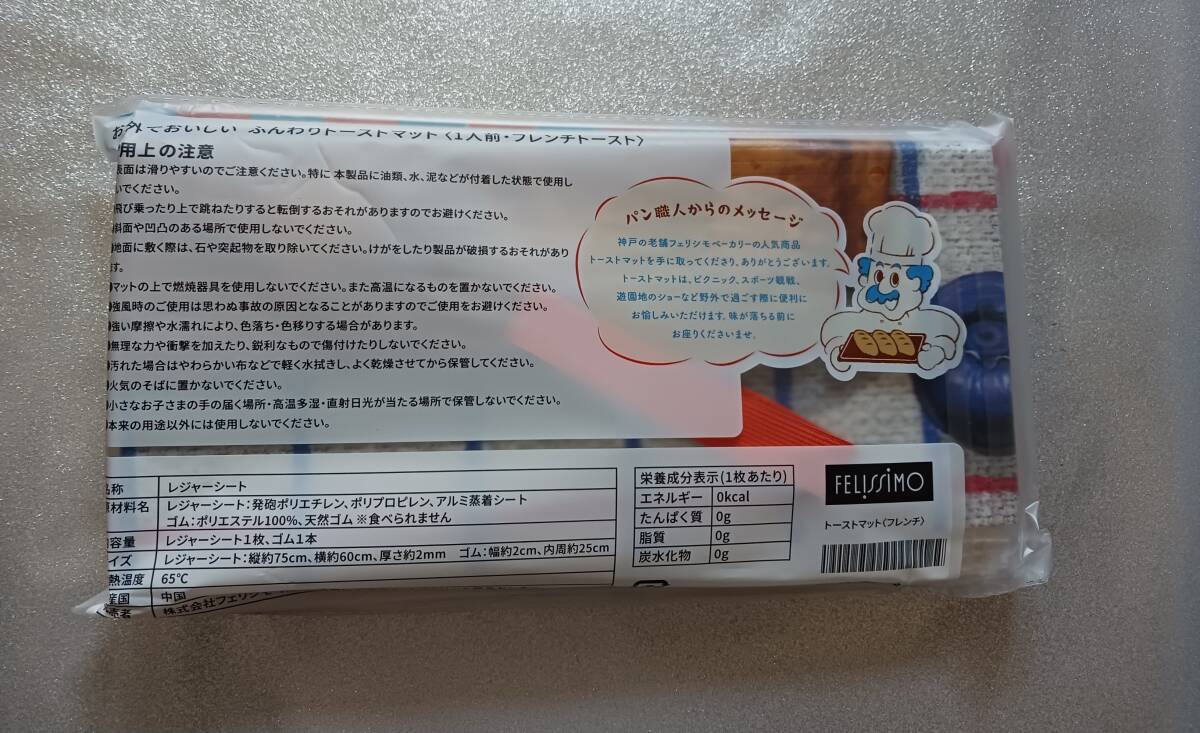 お外でおいしい ふんわりトーストマット〈1人前・フレンチトースト〉
用上の注意
表面は滑りやすいのでご注意ください。特に 本製品に油類、水、泥などが付着した状態で使用し
いでください。
飛び乗ったり上で跳ねたりすると転倒するおそれがありますのでお避けください。
斜面や凹凸のある場所で使用しないでください。
地面に敷く際は、石や突起物を取り除いてください。けがをしたり製品が破損するおそれがあり
す。
マットの上で燃焼器具を使用しないでください。また高温になるものを置かないでください。
強風時のご使用は思わぬ事故の原因となることがありますのでご使用をお避けください。
強い摩擦や水濡れにより、色落ち・色移りする場合があります。
無理な力や衝撃を加えたり、鋭利なもので傷付けたりしないでください。
汚れた場合はやわらかい布などで軽く水拭きし、よく乾燥させてから保管してください。
火気のそばに置かないでください。
小さなお子さまの手の届く場所・高温多湿・直射日光が当たる場所で保管しないでください。
本来の用途以外には使用しないでください。
パン職人からのメッセージ
神戸の老舗フェリシモベーカリーの人気商品
トーストマットを手に取ってくださり、ありがとうございます。
トーストマットは、ピクニック、スポーツ観戦、
遊園地のショーなど野外で過ごす際に便利に
お愉しみいただけます。味が落ちる前に
お座りくださいませ。
名称 レジャーシート
原材料名 レジャーシート:発砲ポリエチレン、ポリプロピレン、アルミ蒸着シート
ゴム:ポリエステル100%、天然ゴム ※食べられません
容量 レジャーシート1枚、ゴム1本
イズ レジャーシート:縦約75cm、横約60cm、厚さ約2mm ゴム:幅約2cm、内周約25cm
熱温度 65℃
産国 中国
売者 株式会社フェリシモ
栄養成分表示(1枚あたり)
エネルギー 0kcal
たんぱく質 0g
脂質 0g
炭水化物 0g
FELISSIMO
トーストマット〈フレンチ〉